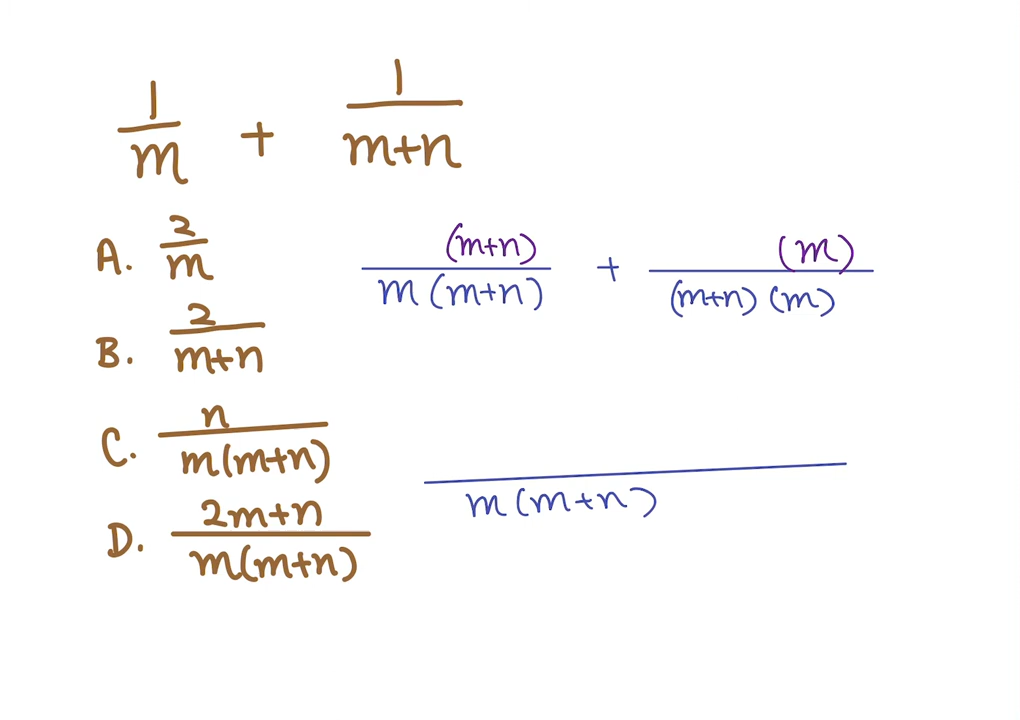 1/m + 1/(m+n)
A. 2/m
(m+n)/m(m+n) + (m)/(m+n)(m)
B. 2/(m+n)
C. n/m(m+n)
/m(m+n)
D. 2m+n/m(m+n)